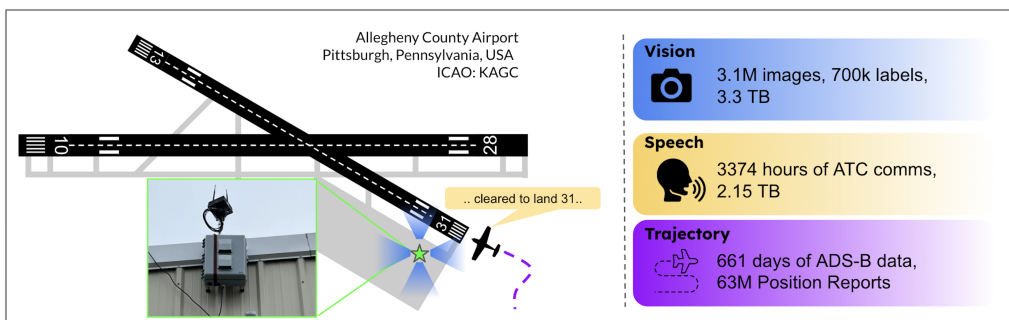 Allegheny County Airport
Pittsburgh, Pennsylvania, USA
ICAO: KAGC
13
10
28
31
.. cleared to land 31..
Vision
3.1M images, 700k labels,
3.3 TB
Speech
3374 hours of ATC comms,
2.15 TB
Trajectory
661 days of ADS-B data,
63M Position Reports